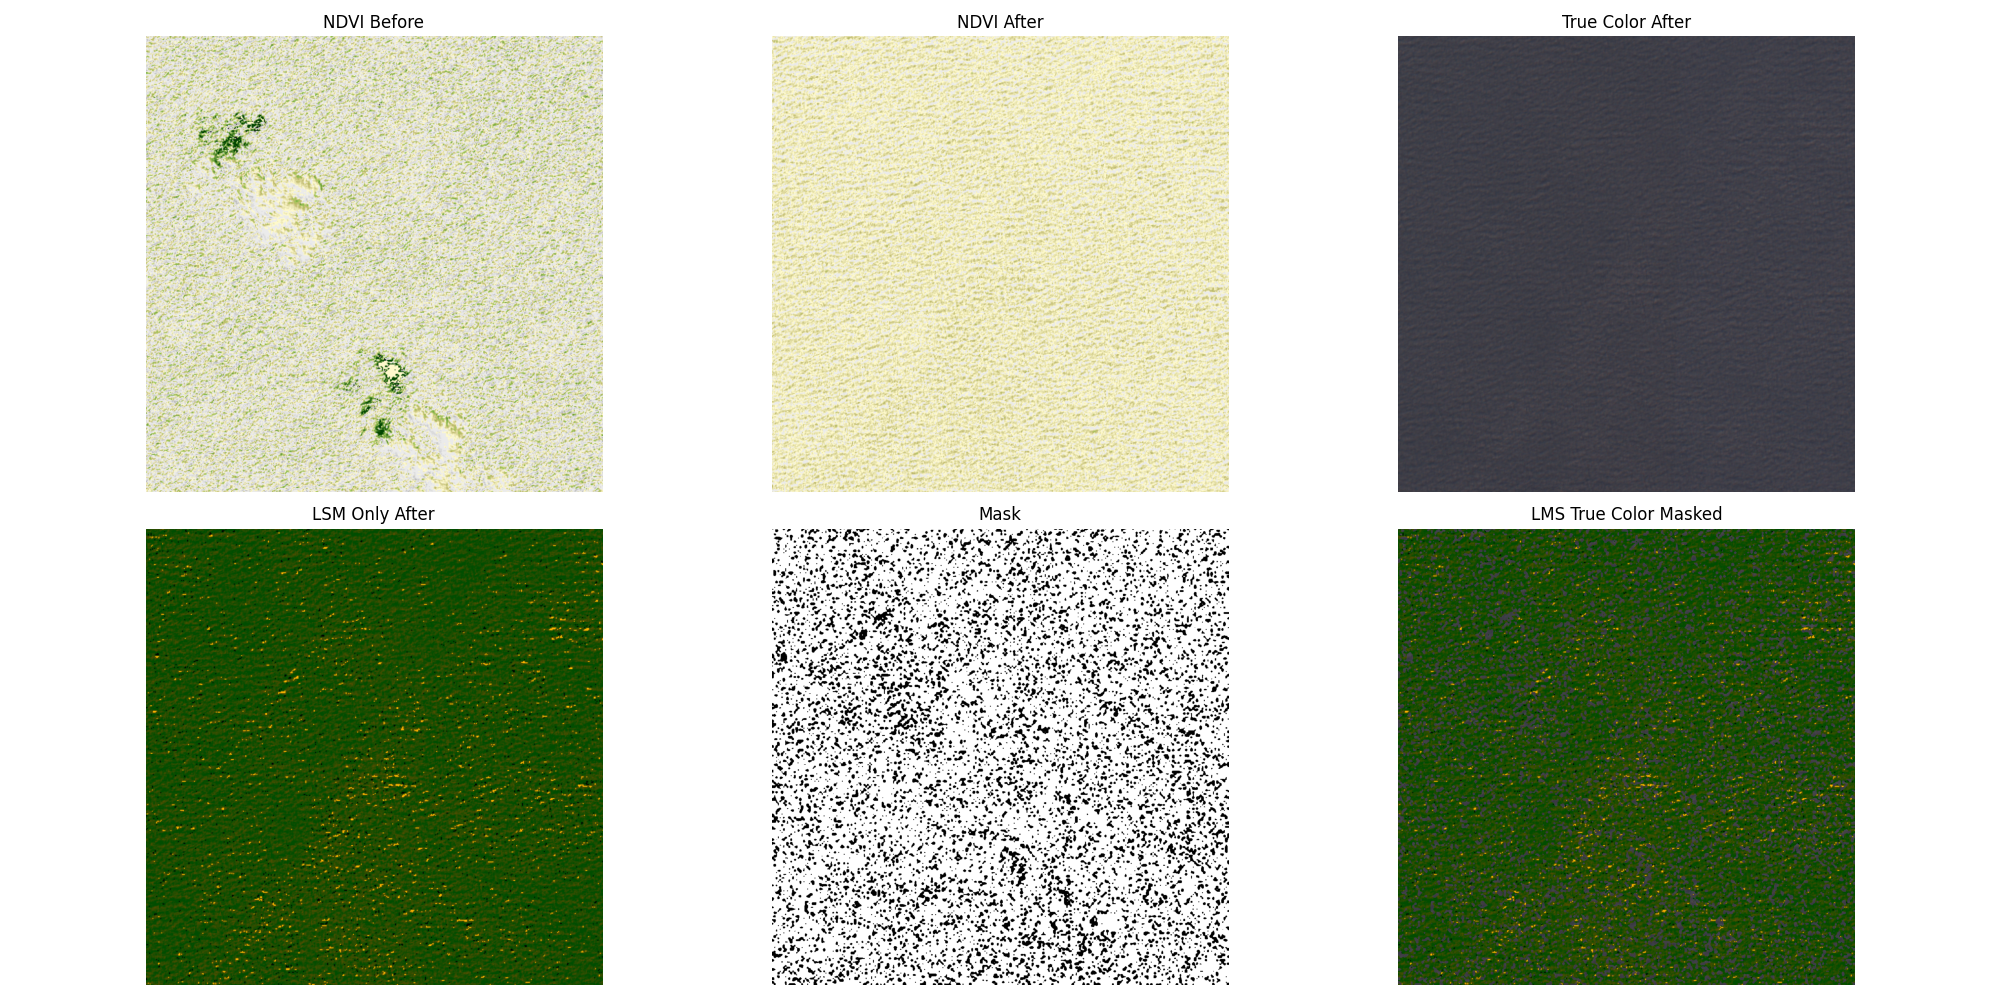 NDVI Before
NDVI After
True Color After
LSM Only After
Mask
LMS True Color Masked